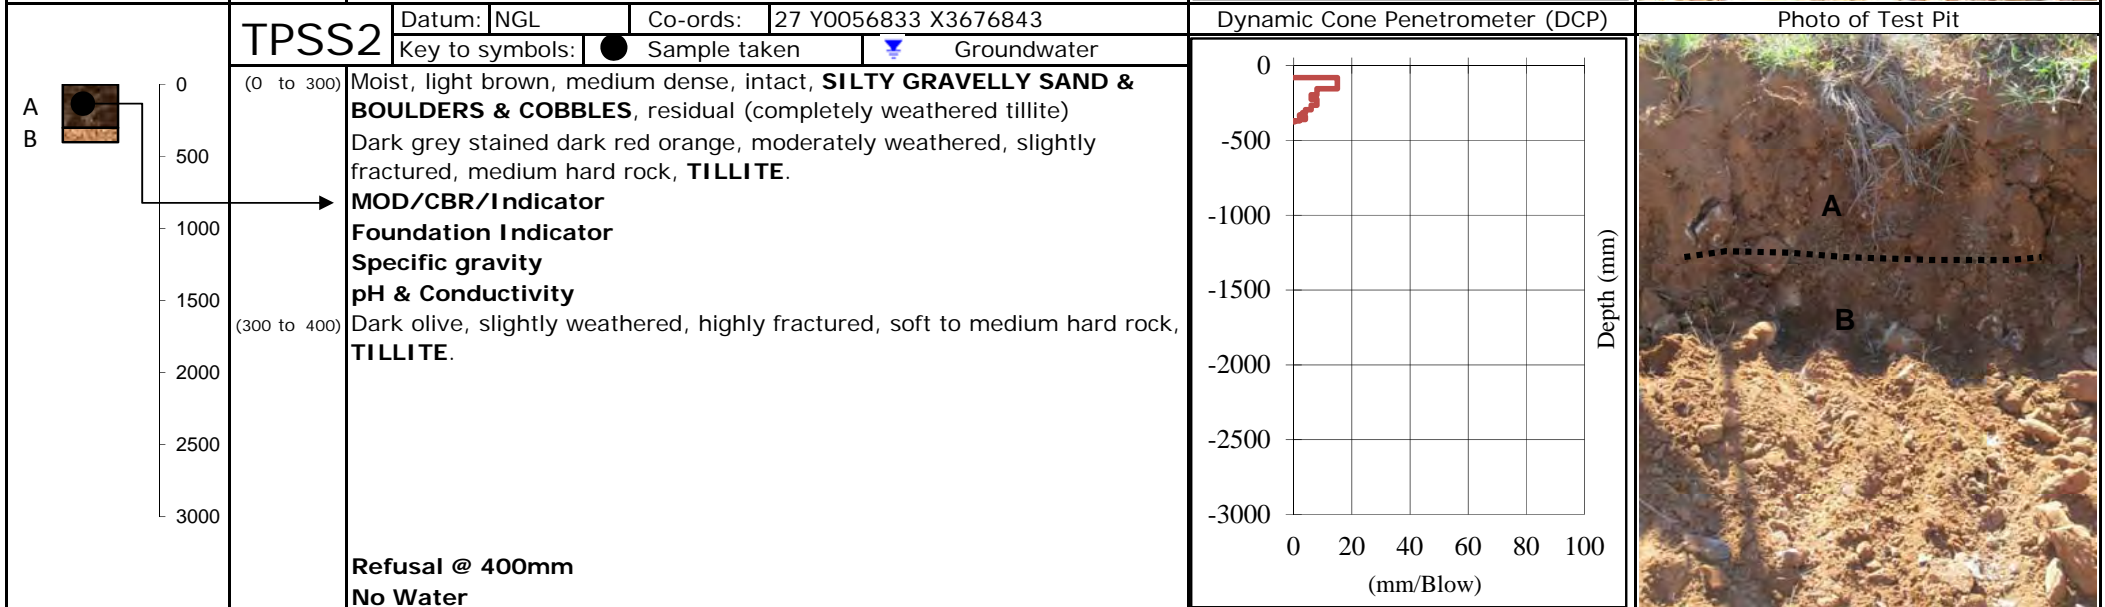 TPSS2
Datum: NGL Co-ords: 27 Y0056833 X3676843
Key to symbols: Sample taken Groundwater
Dynamic Cone Penetrometer (DCP)
Photo of Test Pit
A
B
0
500
1000
1500
2000
2500
3000
(0 to 300) Moist, light brown, medium dense, intact, SILTY GRAVELLY SAND &
BOULDERS & COBBLES, residual (completely weathered tillite)
Dark grey stained dark red orange, moderately weathered, slightly
fractured, medium hard rock, TILLITE.
MOD/CBR/Indicator
Foundation Indicator
Specific gravity
pH & Conductivity
(300 to 400) Dark olive, slightly weathered, highly fractured, soft to medium hard rock,
TILLITE.
Refusal @ 400mm
No Water
0
-500
-1000
-1500
-2000
-2500
-3000
0 20 40 60 80 100
(mm/Blow)
Depth (mm)
A
B